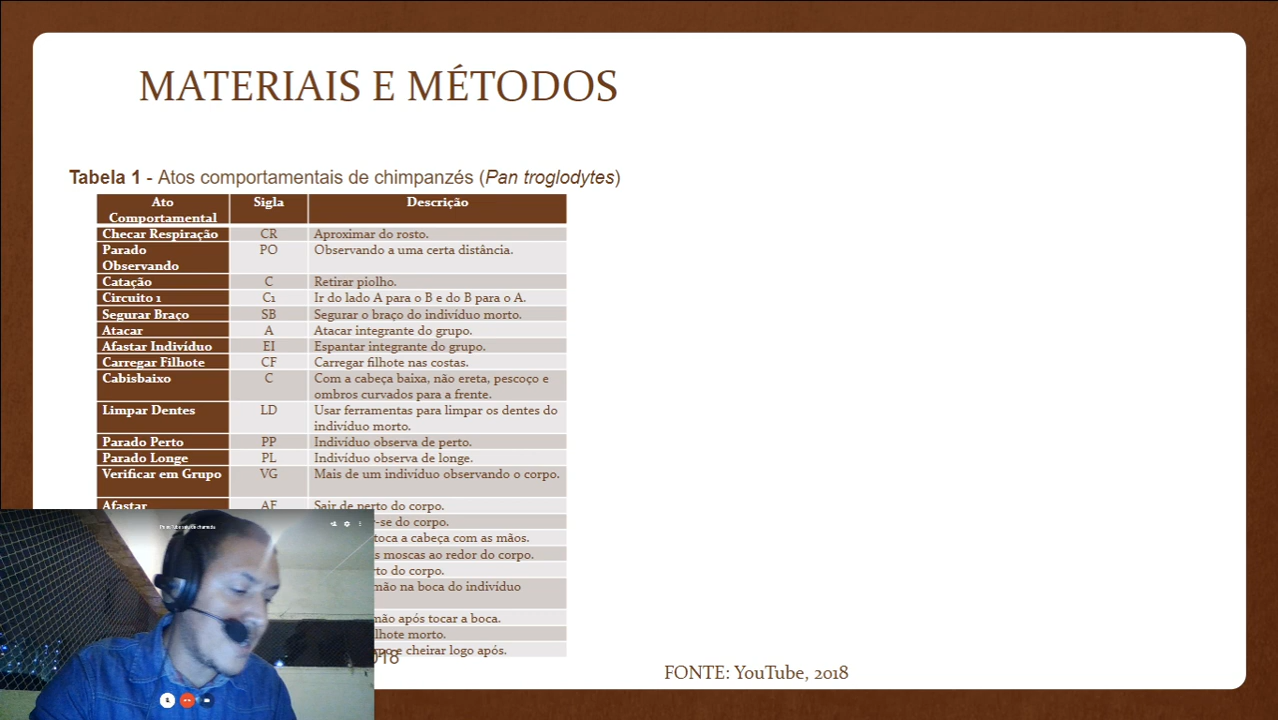 MATERIAIS E MÉTODOS
Tabela 1 - Atos comportamentais de chimpanzés (Pan troglodytes)
Ato Comportamental Sigla Descrição
Checar Respiração CR Aproximar do rosto.
Parado Observando PO Observando a uma certa distância.
Catação C Retirar piolho.
Circuito 1 C1 Ir do lado A para o B e do B para o A.
Segurar Braço SB Segurar o braço do indivíduo morto.
Atacar A Atacar integrante do grupo.
Afastar Indivíduo EI Espantar integrante do grupo.
Carregar Filhote CF Carregar filhote nas costas.
Cabisbaixo C Com a cabeça baixa, não ereta, pescoço e
ombros curvados para a frente.
Limpar Dentes LD Usar ferramentas para limpar os dentes do
indivíduo morto.
Parado Perto PP Indivíduo observa de perto.
Parado Longe PL Indivíduo observa de longe.
Verificar em Grupo VG Mais de um indivíduo observando o corpo.
Afastar AF Sair de perto do corpo.
-se do corpo.
toca a cabeça com as mãos.
s moscas ao redor do corpo.
rto do corpo.
mão na boca do indivíduo
mão após tocar a boca.
lhote morto.
po e cheirar logo após.
018
FONTE: YouTube, 2018